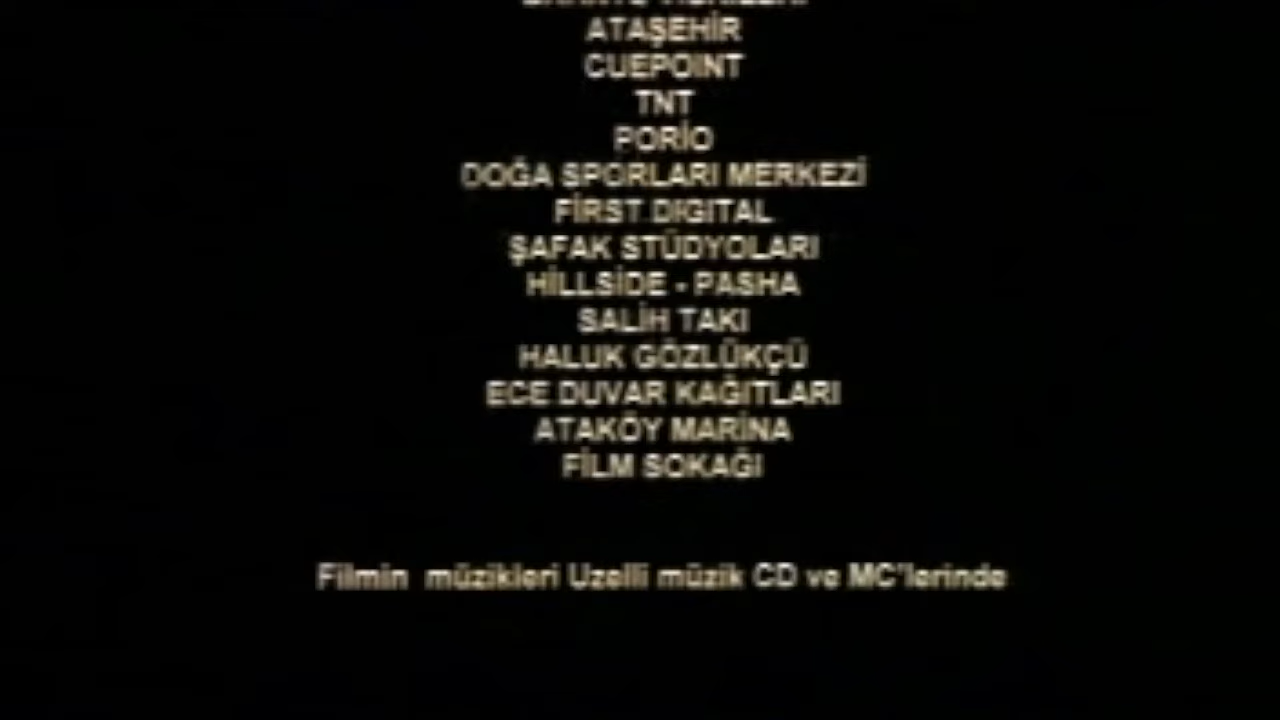 ATAŞEHİR
CUEPOINT
TNT
PORİO
DOĞA SPORLARI MERKEZİ
FİRST DIGITAL
ŞAFAK STÜDYOLARI
HİLLSİDE - PASHA
SALİH TAKI
HALUK GÖZLÜKÇÜ
ECE DUVAR KAĞITLARI
ATAKÖY MARİNA
FİLM SOKAĞI
Filmin müzikleri Uzelli müzik CD ve MC'lerinde